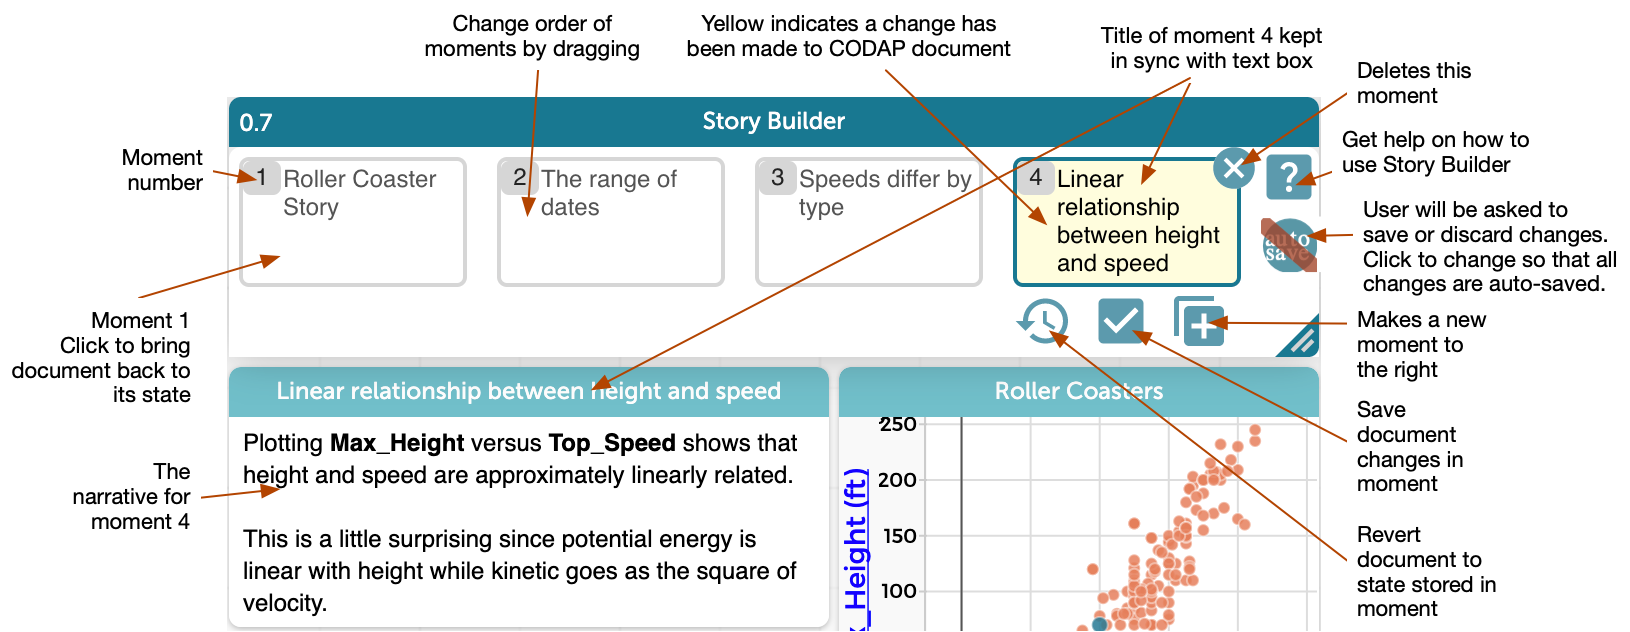 Change order of
moments by dragging
Yellow indicates a change has
been made to CODAP document
Title of moment 4 kept
in sync with text box
Deletes this
moment
Get help on how to
use Story Builder
User will be asked to
save or discard changes.
Click to change so that all
changes are auto-saved.
Makes a new
moment to
the right
Save
document
changes in
moment
Revert
document to
state stored in
moment
Moment
number
Moment 1
Click to bring
document back to
its state
The
narrative for
moment 4
0.7
Story Builder
1
Roller Coaster
Story
2
The range of
dates
3
Speeds differ by
type
4
Linear
relationship
between height
and speed
?
auto
save
Linear relationship between height and speed
Plotting Max_Height versus Top_Speed shows that
height and speed are approximately linearly related.
This is a little surprising since potential energy is
linear with height while kinetic goes as the square of
velocity.
Roller Coasters
250
200
150
100
_Height (ft)